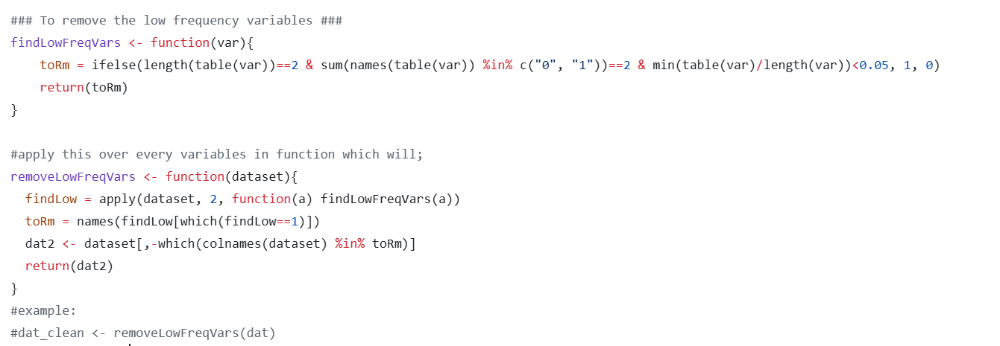 ### To remove the low frequency variables ###
findLowFreqVars <- function(var){
    toRm = ifelse(length(table(var))==2 & sum(names(table(var)) %in% c("0", "1"))==2 & min(table(var)/length(var))<0.05, 1, 0)
    return(toRm)
}

#apply this over every variables in function which will;
removeLowFreqVars <- function(dataset){
  findLow = apply(dataset, 2, function(a) findLowFreqVars(a))
  toRm = names(findLow[which(findLow==1)])
  dat2 <- dataset[,-which(colnames(dataset) %in% toRm)]
  return(dat2)
}
#example:
#dat_clean <- removeLowFreqVars(dat)